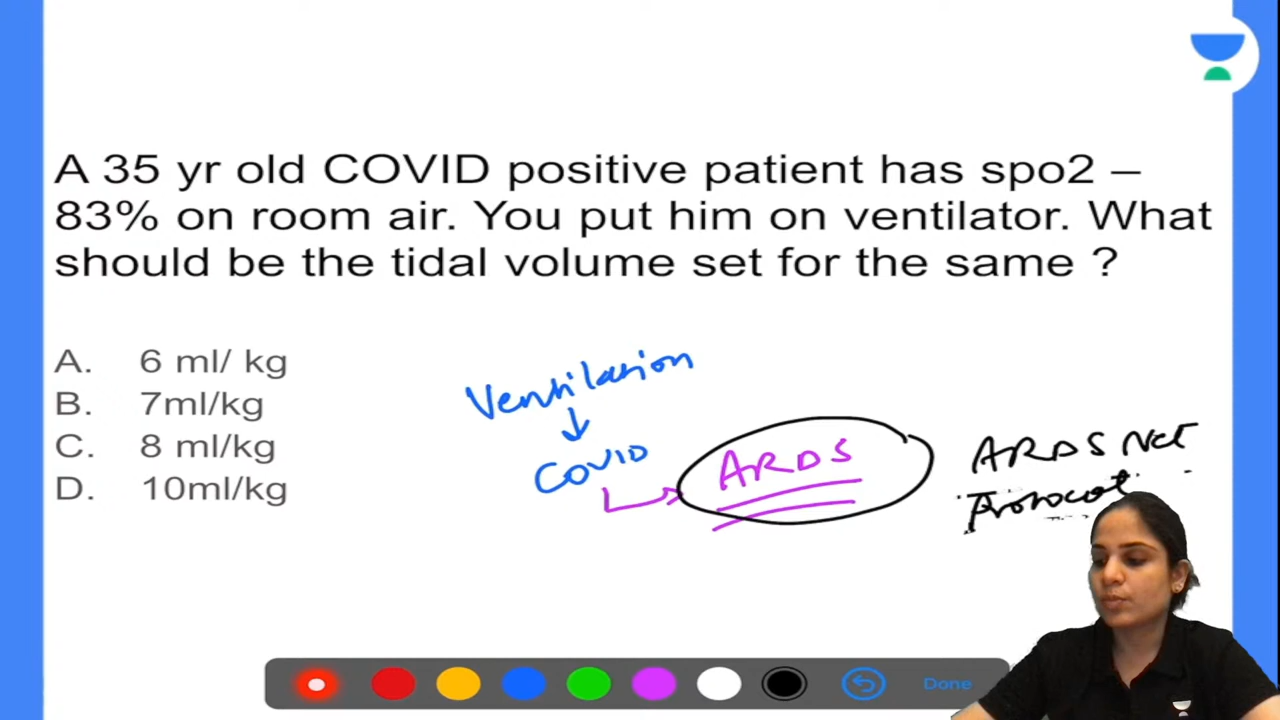 A 35 yr old COVID positive patient has spo2 –
83% on room air. You put him on ventilator. What
should be the tidal volume set for the same ?
A. 6 ml/ kg
B. 7ml/kg
C. 8 ml/kg
D. 10ml/kg
Ventilation
COVID
ARDS
ARDS Net
Protocol
Done